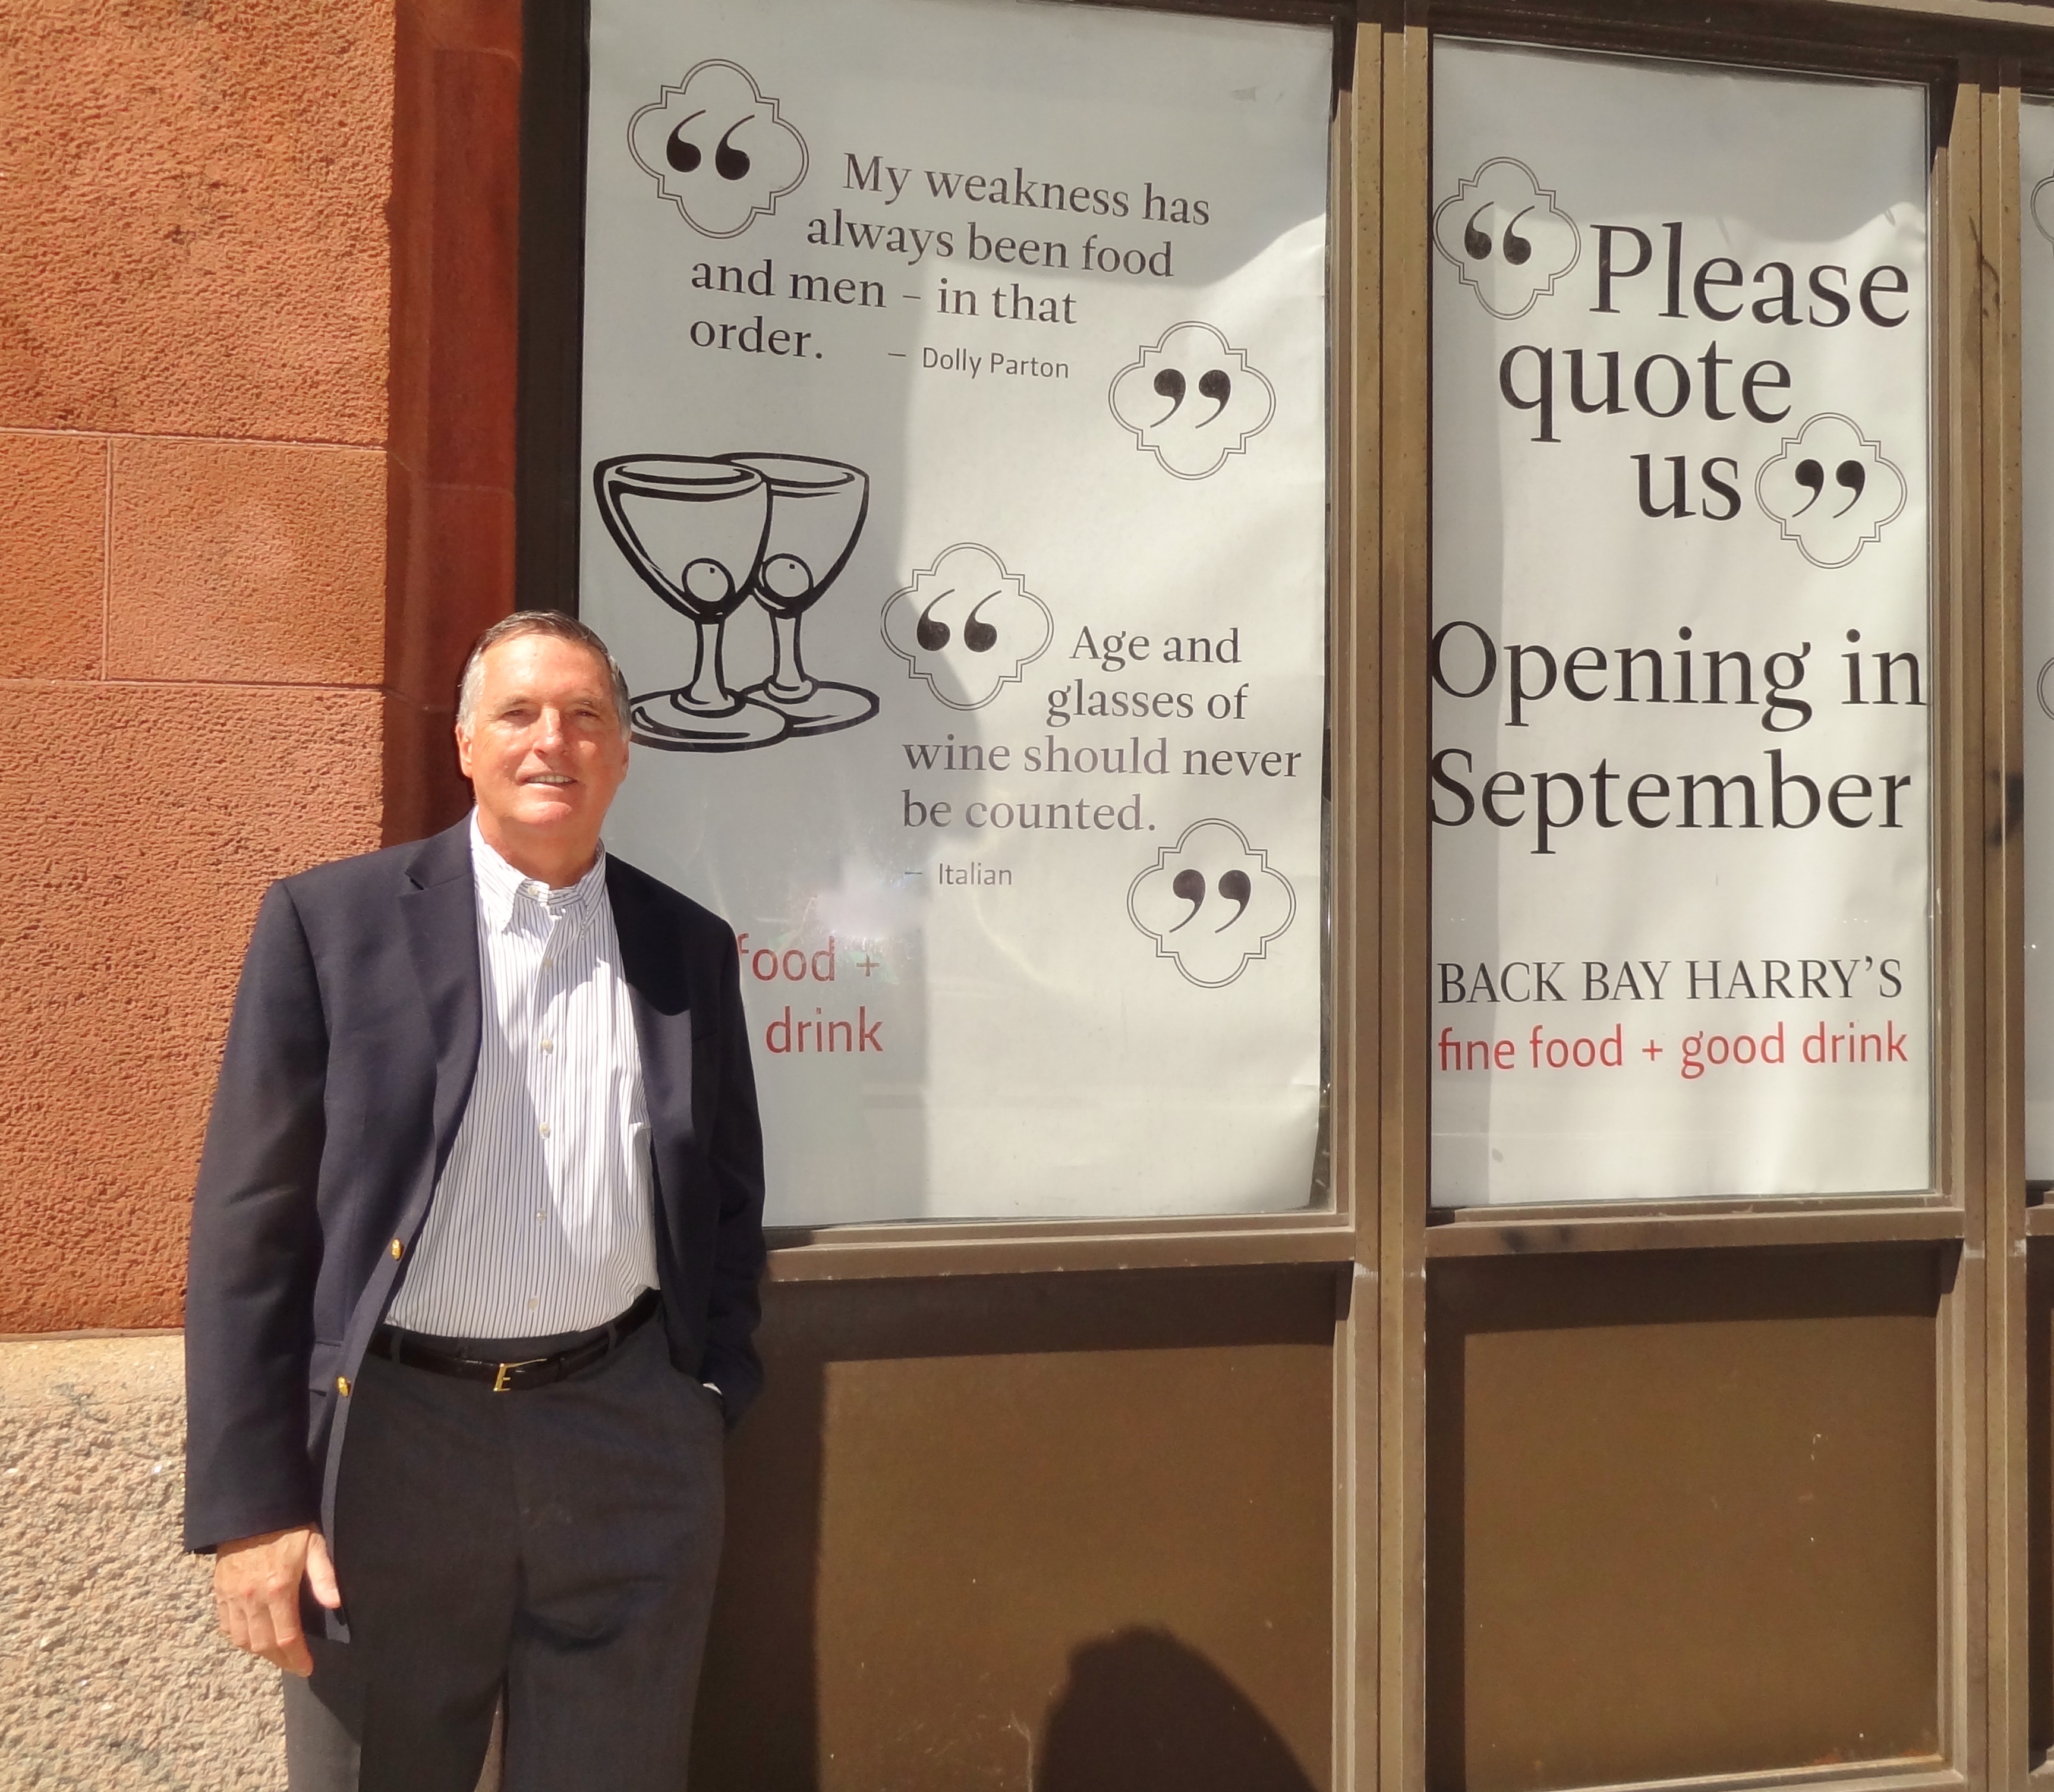 “ My weakness has
always been food
and men – in that
order. – Dolly Parton ”
“ Age and
glasses of
wine should never
be counted.
– Italian ”
food +
drink
“ Please
quote
us ”
Opening in
September
BACK BAY HARRY’S
fine food + good drink